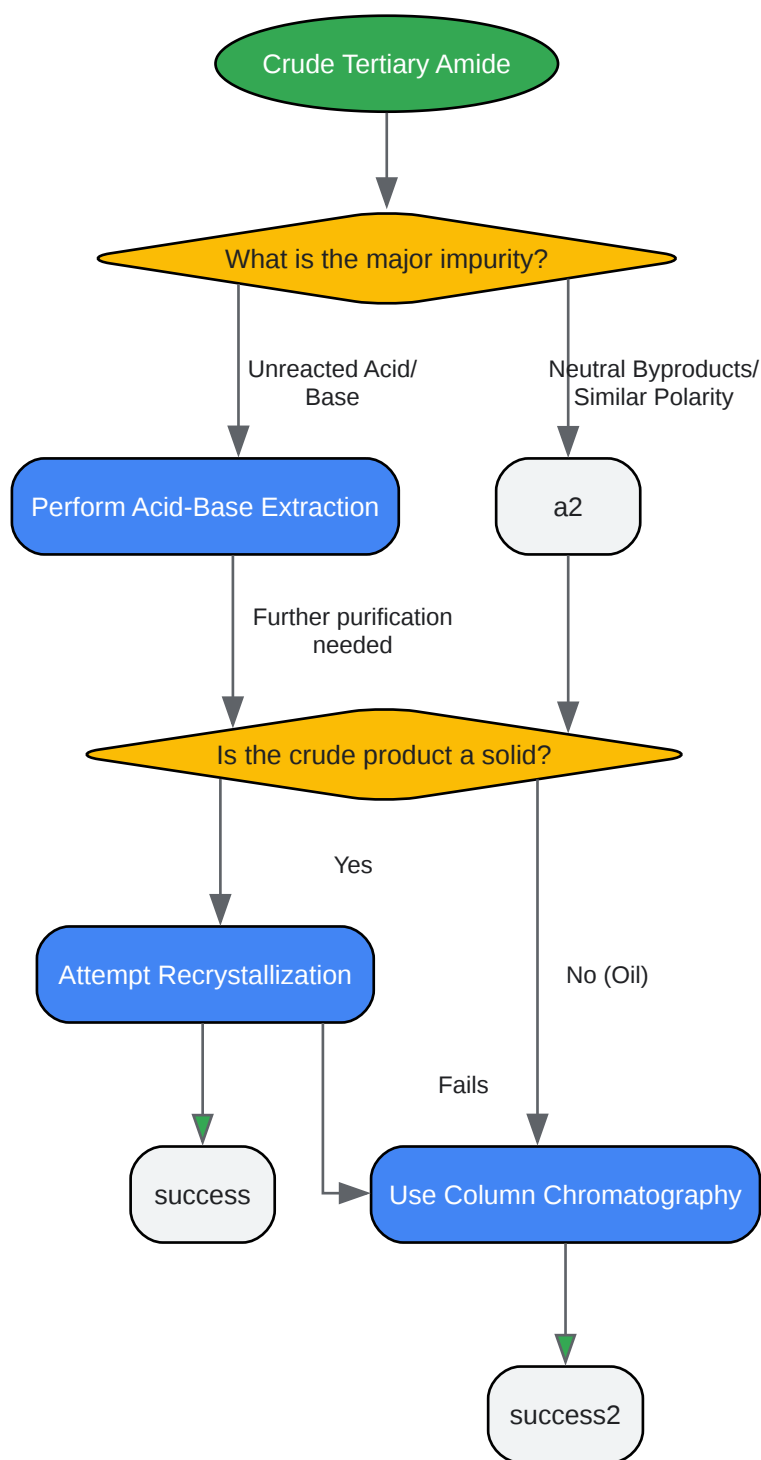 Crude Tertiary Amide
What is the major impurity?
Unreacted Acid/
Base
Neutral Byproducts/
Similar Polarity
Perform Acid-Base Extraction
a2
Further purification
needed
Is the crude product a solid?
Yes
Attempt Recrystallization
No (Oil)
Fails
success
Use Column Chromatography
success2